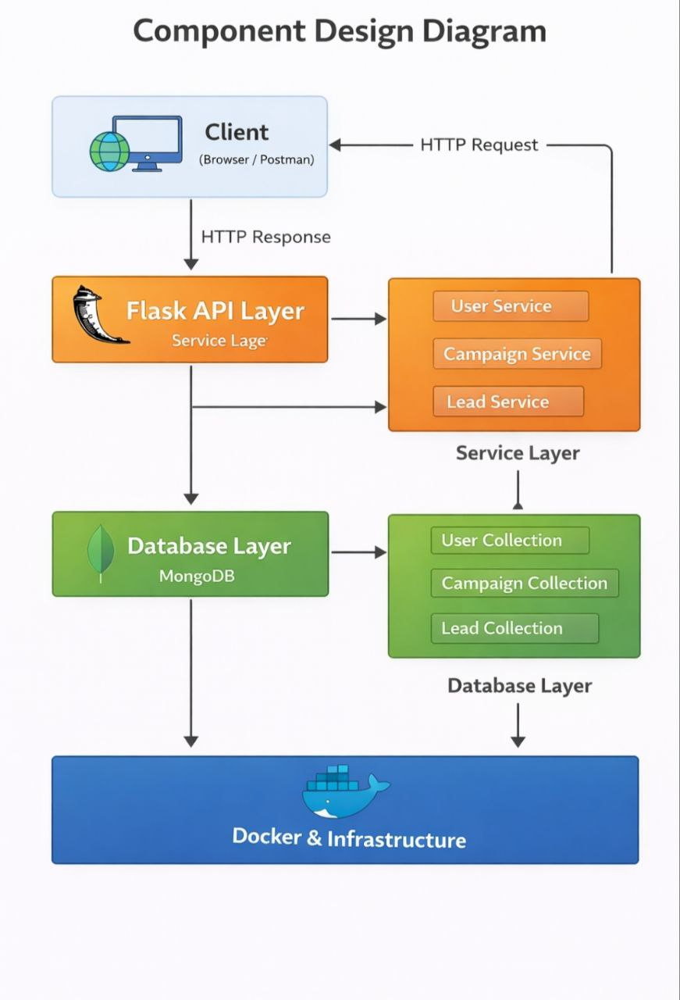 Component Design Diagram
Client
(Browser / Postman)
HTTP Request
HTTP Response
Flask API Layer
Service Lage
User Service
Campaign Service
Lead Service
Service Layer
Database Layer
MongoDB
User Collection
Campaign Collection
Lead Collection
Database Layer
Docker & Infrastructure